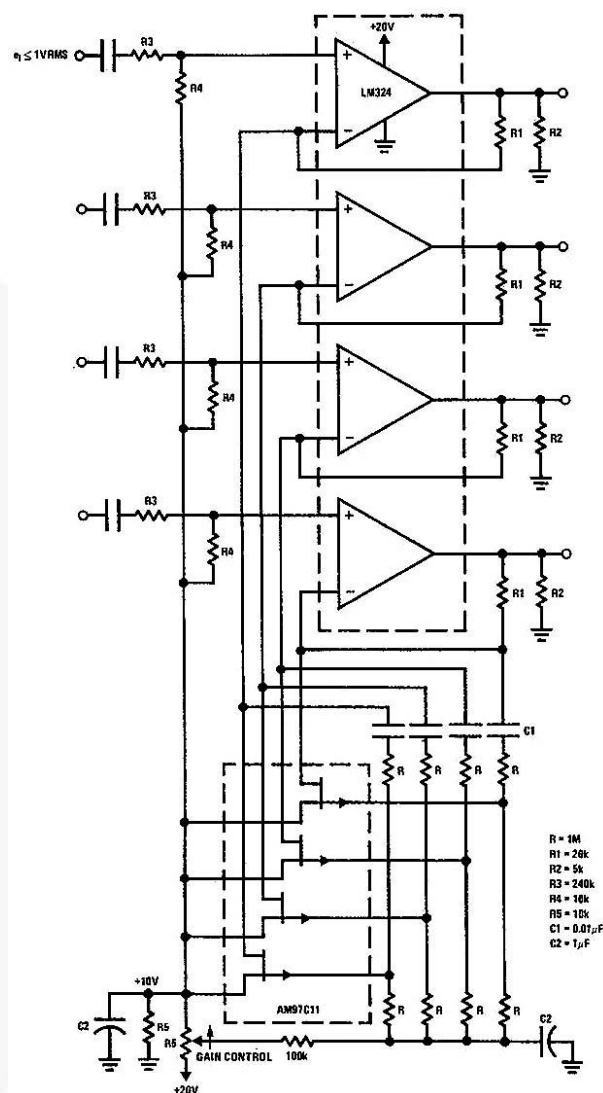 +20V
eᵢ ≤ 1VRMS
R3
R4
+
LM324
−
R1
R2
R3
R4
+
−
R1
R2
R3
R4
+
−
R1
R2
R3
R4
+
−
R1
R2
C1
R
R
R
R
R = 1M
R1 = 26k
R2 = 5k
R3 = 240k
R4 = 16k
R5 = 10k
C1 = 0.01μF
C2 = 1μF
+10V
AM97C11
C2
R5
R5
R
R
R
R
C2
GAIN CONTROL
100k
+20V